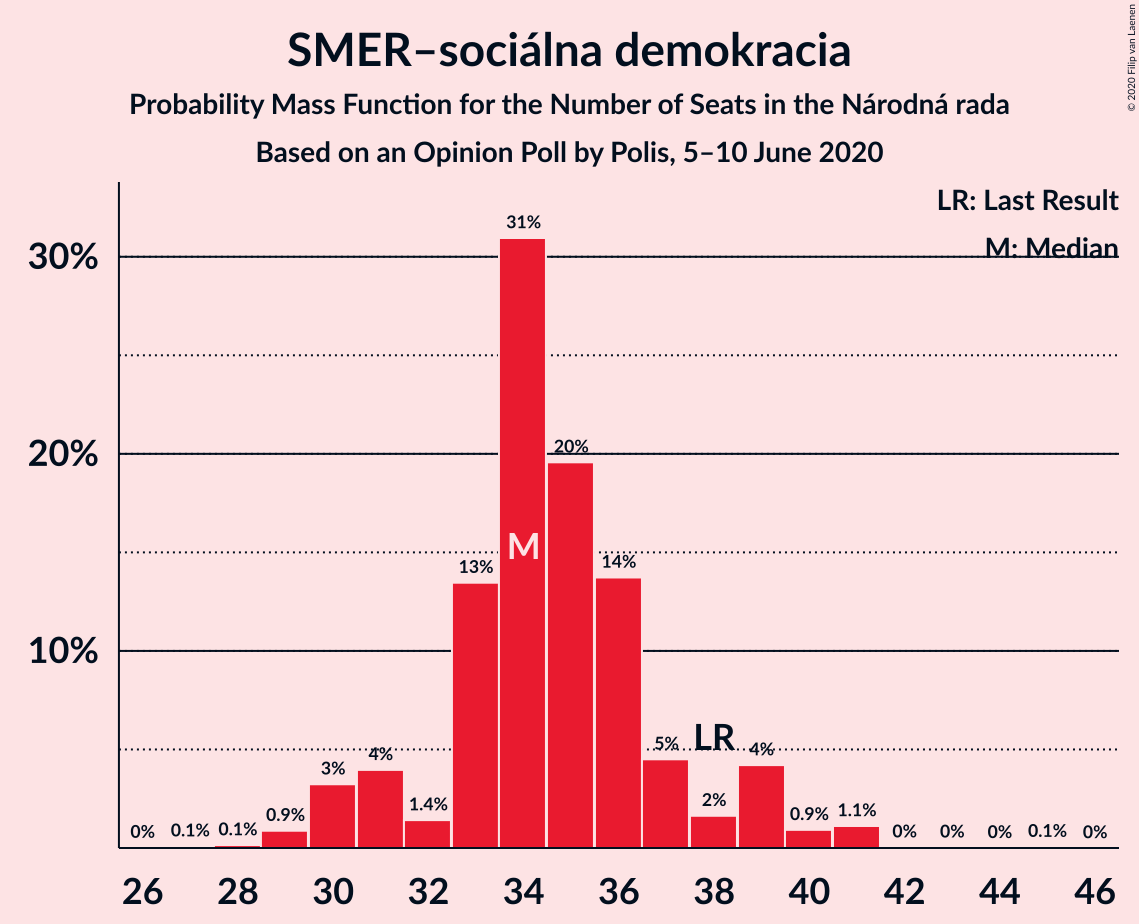 SMER–sociálna demokracia
Probability Mass Function for the Number of Seats in the Národná rada
Based on an Opinion Poll by Polis, 5–10 June 2020
© 2020 Filip van Laenen
LR: Last Result
M: Median
30%
20%
10%
0%
0.1%
0.1%
0.9%
3%
4%
1.4%
13%
31%
M
20%
14%
5%
LR
2%
4%
0.9%
1.1%
0%
0%
0%
0.1%
0%
26 28 30 32 34 36 38 40 42 44 46